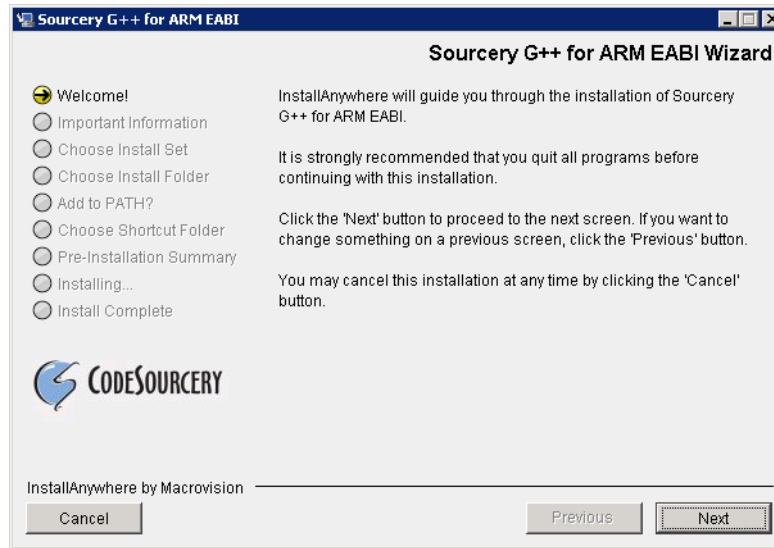 Sourcery G++ for ARM EABI
Sourcery G++ for ARM EABI Wizard
Welcome!
Important Information
Choose Install Set
Choose Install Folder
Add to PATH?
Choose Shortcut Folder
Pre-Installation Summary
Installing...
Install Complete
InstallAnywhere will guide you through the installation of Sourcery
G++ for ARM EABI.
It is strongly recommended that you quit all programs before
continuing with this installation.
Click the 'Next' button to proceed to the next screen. If you want to
change something on a previous screen, click the 'Previous' button.
You may cancel this installation at any time by clicking the 'Cancel'
button.
CODESOURCERY
InstallAnywhere by Macrovision
Cancel
Previous
Next